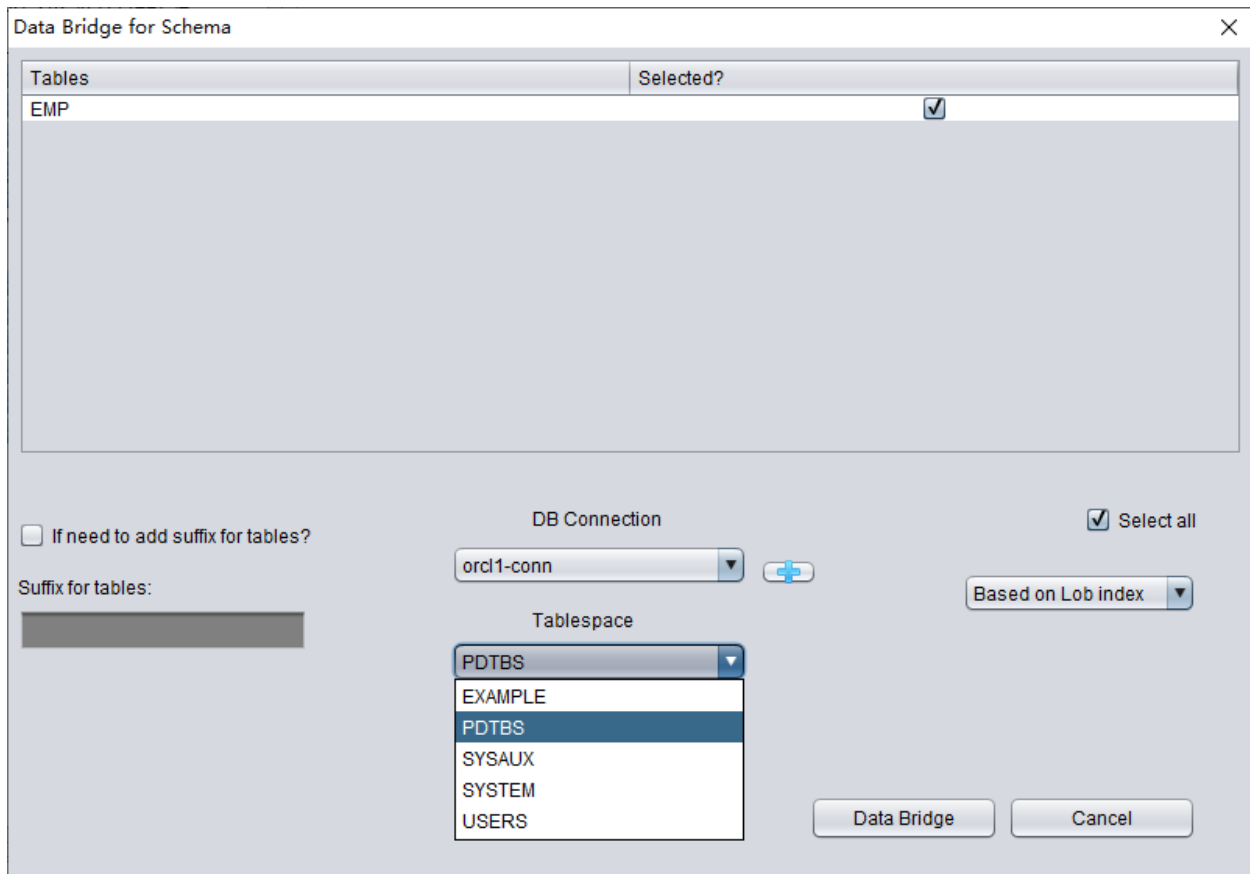 Data Bridge for Schema
Tables Selected?
EMP
If need to add suffix for tables?
Suffix for tables:
DB Connection
orcl1-conn
Tablespace
PDTBS
EXAMPLE
PDTBS
SYSAUX
SYSTEM
USERS
Select all
Based on Lob index
Data Bridge Cancel